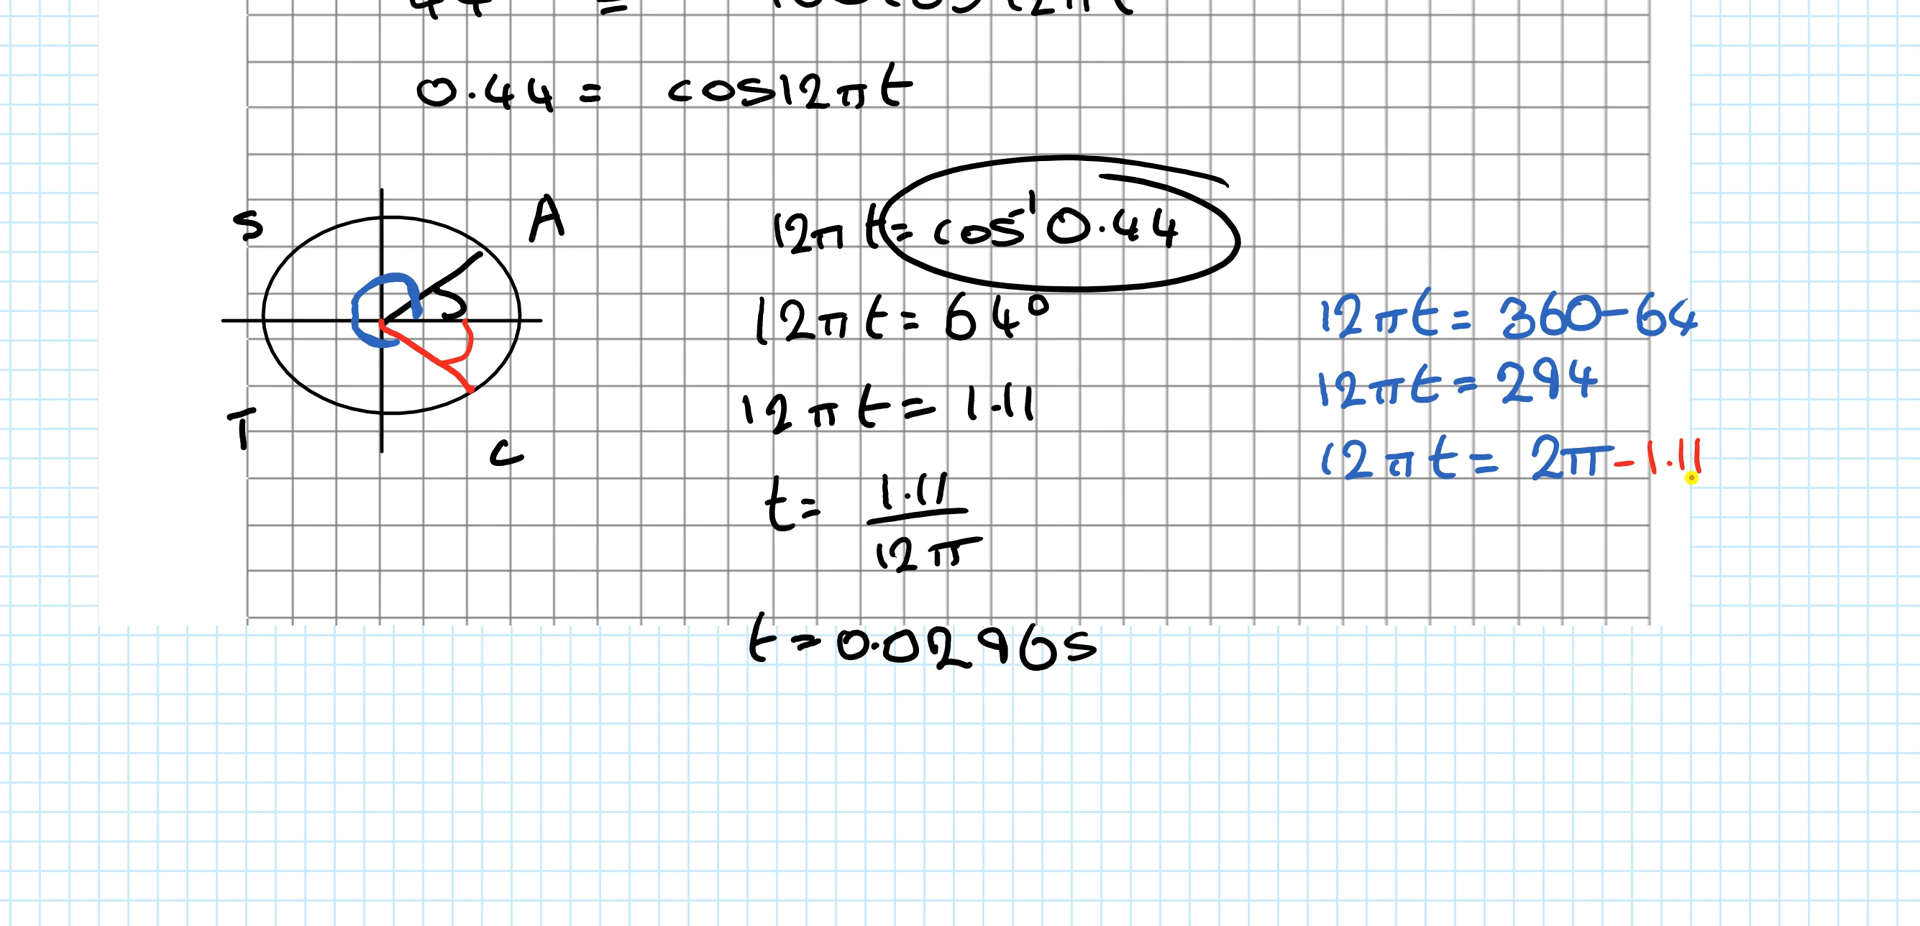 0.44 = cos12πt
S
A
T
C
12πt = cos⁻¹0.44
12πt = 64°
12πt = 1.11
t = 1.11/12π
t = 0.0296s
12πt = 360-64
12πt = 294
12πt = 2π-1.11